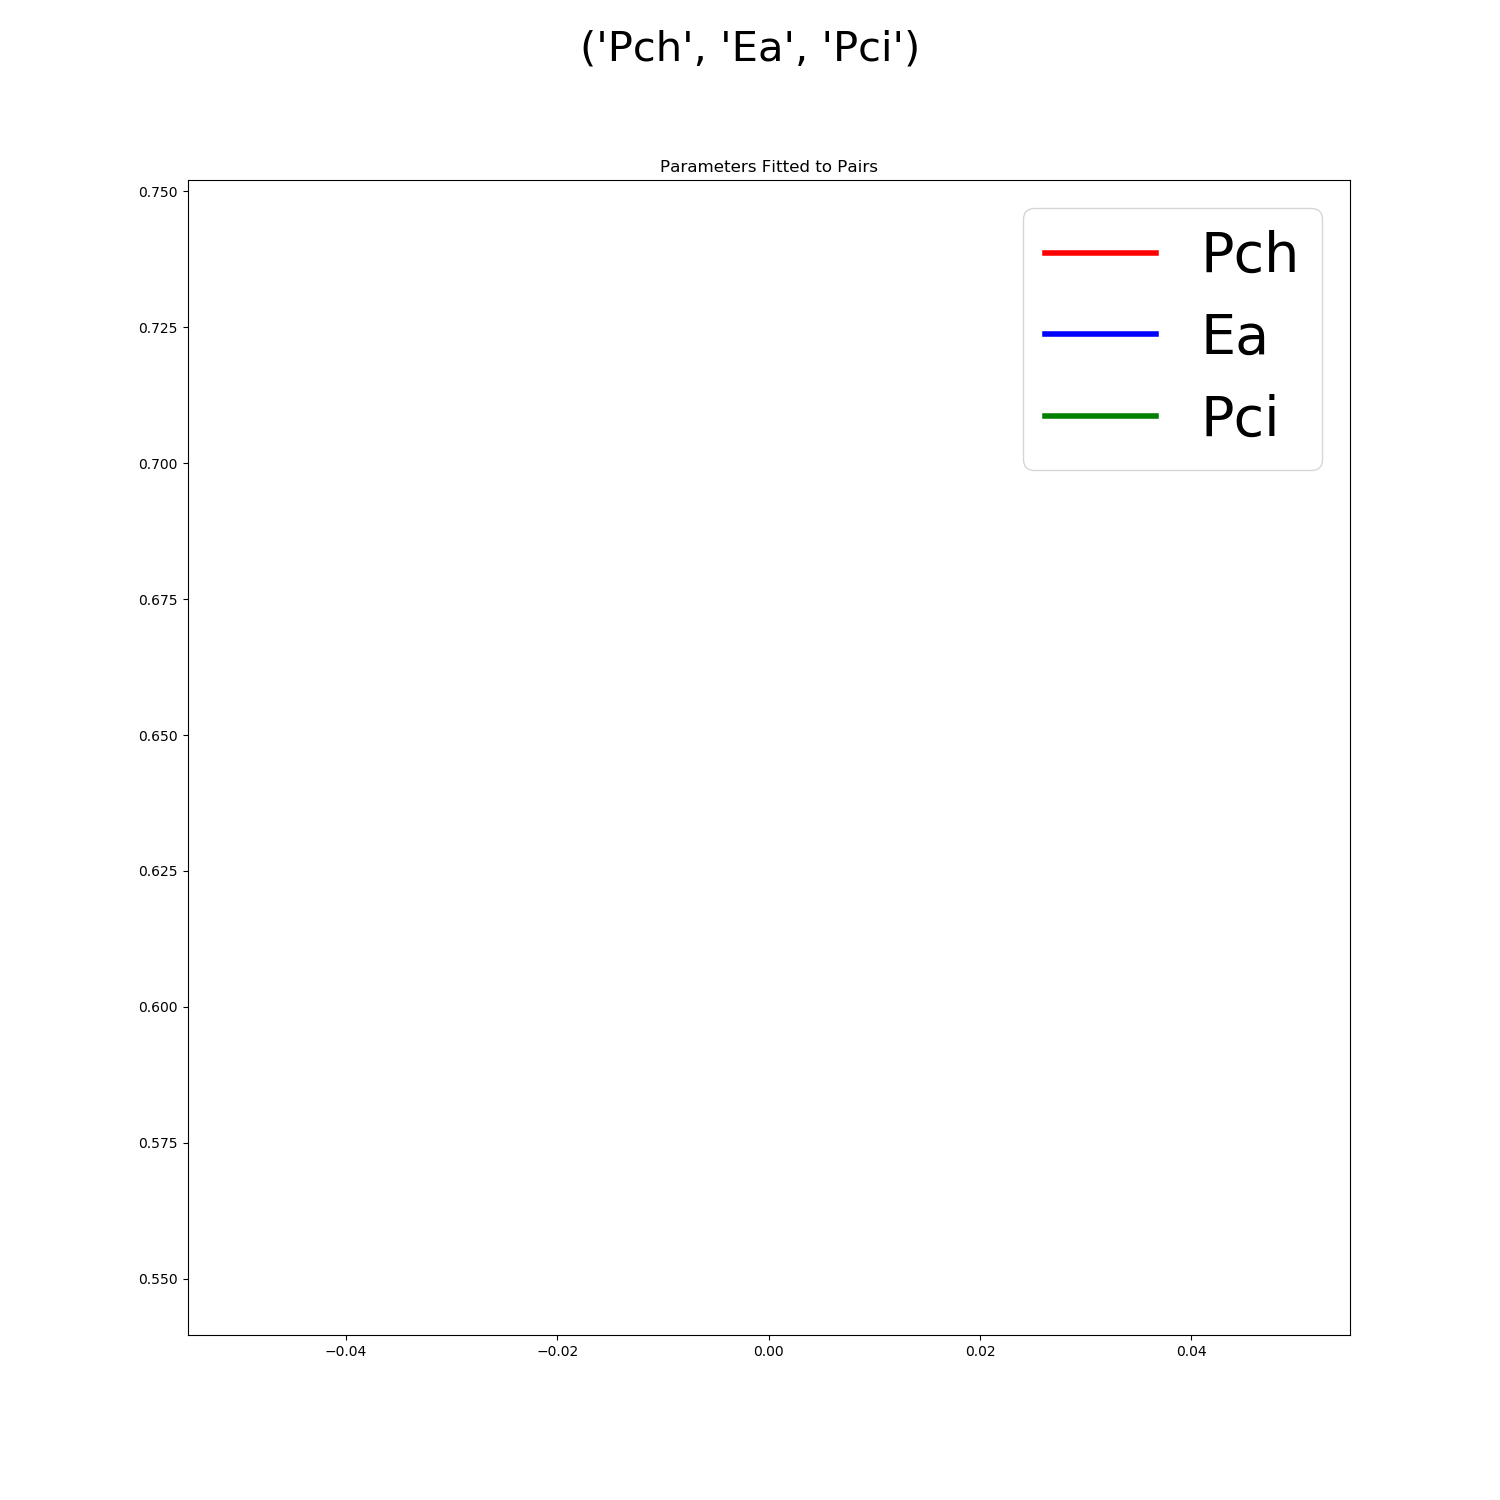 ('Pch', 'Ea', 'Pci')
Parameters Fitted to Pairs
0.750
0.725
0.700
0.675
0.650
0.625
0.600
0.575
0.550
Pch
Ea
Pci
−0.04 −0.02 0.00 0.02 0.04